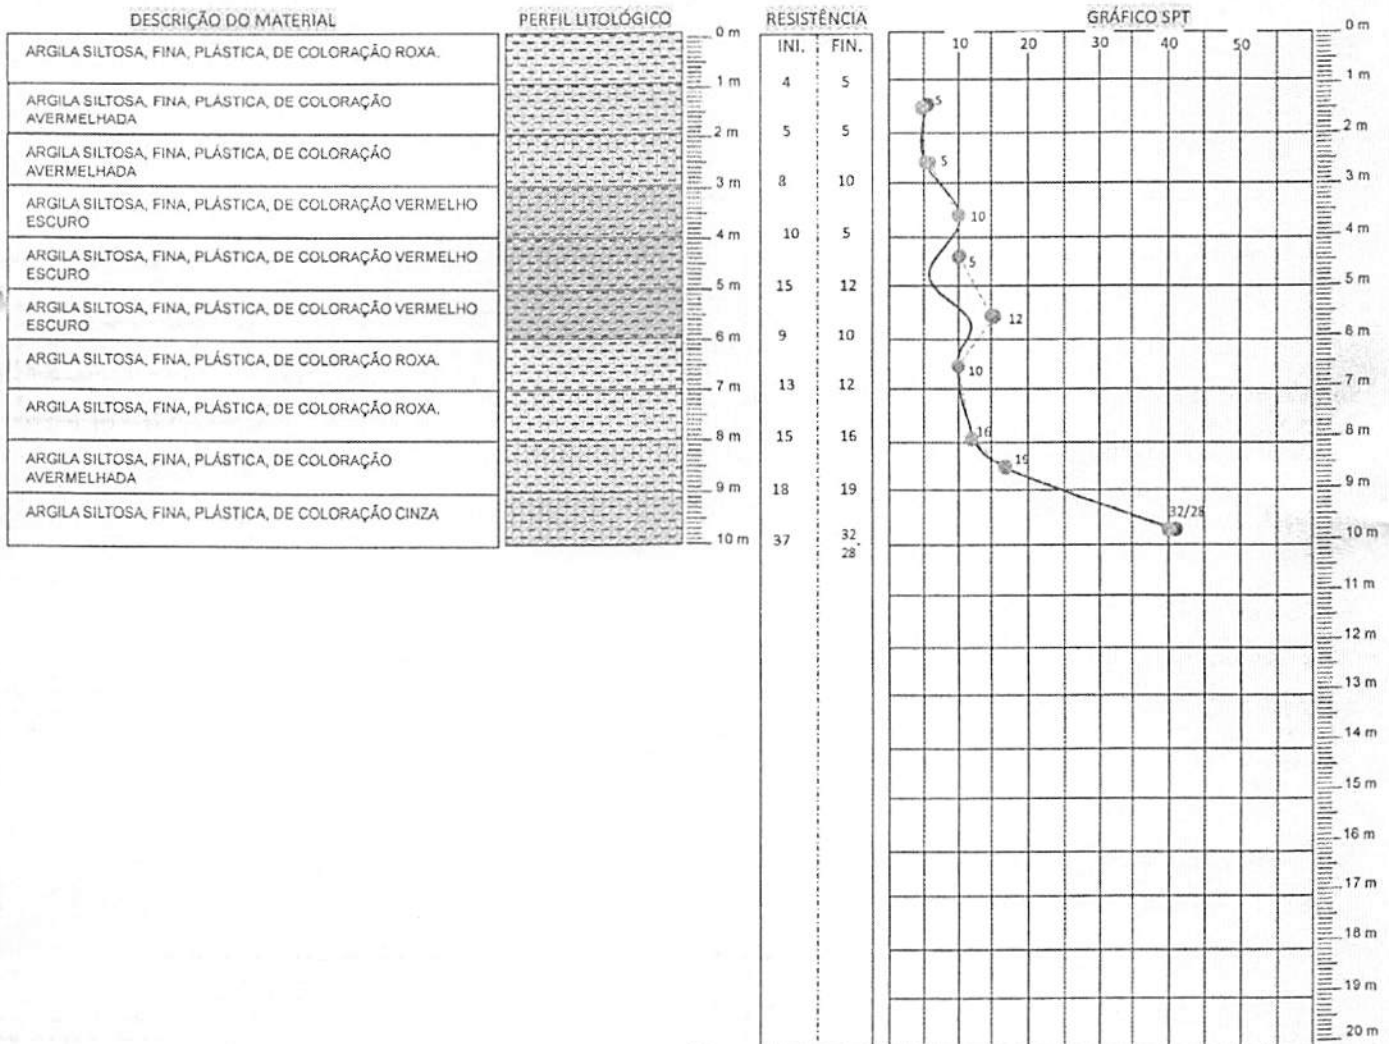 DESCRIÇÃO DO MATERIAL
ARGILA SILTOSA, FINA, PLÁSTICA, DE COLORAÇÃO ROXA.
ARGILA SILTOSA, FINA, PLÁSTICA, DE COLORAÇÃO
AVERMELHADA
ARGILA SILTOSA, FINA, PLÁSTICA, DE COLORAÇÃO
AVERMELHADA
ARGILA SILTOSA, FINA, PLÁSTICA, DE COLORAÇÃO VERMELHO
ESCURO
ARGILA SILTOSA, FINA, PLÁSTICA, DE COLORAÇÃO VERMELHO
ESCURO
ARGILA SILTOSA, FINA, PLÁSTICA, DE COLORAÇÃO VERMELHO
ESCURO
ARGILA SILTOSA, FINA, PLÁSTICA, DE COLORAÇÃO ROXA.
ARGILA SILTOSA, FINA, PLÁSTICA, DE COLORAÇÃO ROXA.
ARGILA SILTOSA, FINA, PLÁSTICA, DE COLORAÇÃO
AVERMELHADA
ARGILA SILTOSA, FINA, PLÁSTICA, DE COLORAÇÃO CINZA
PERFIL LITOLÓGICO
0 m
1 m
2 m
3 m
4 m
5 m
6 m
7 m
8 m
9 m
10 m
RESISTÊNCIA
INI. FIN.
4 5
5 5
8 10
10 5
15 12
9 10
13 12
15 16
18 19
37 32
28
GRÁFICO SPT
10 20 30 40 50
5
5
10
5
12
10
16
19
32/28
0 m
1 m
2 m
3 m
4 m
5 m
6 m
7 m
8 m
9 m
10 m
11 m
12 m
13 m
14 m
15 m
16 m
17 m
18 m
19 m
20 m